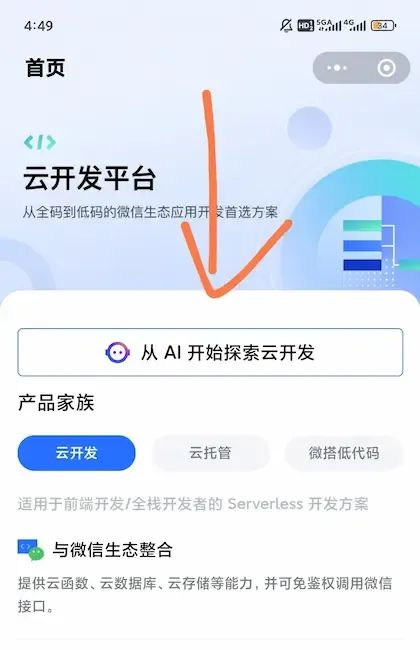 4:49
HD 5GA 4G 34
首页
</>
云开发平台
从全码到低码的微信生态应用开发首选方案
从 AI 开始探索云开发
产品家族
云开发 云托管 微搭低代码
适用于前端开发/全栈开发者的 Serverless 开发方案
与微信生态整合
提供云函数、云数据库、云存储等能力，并可免鉴权调用微信
接口。